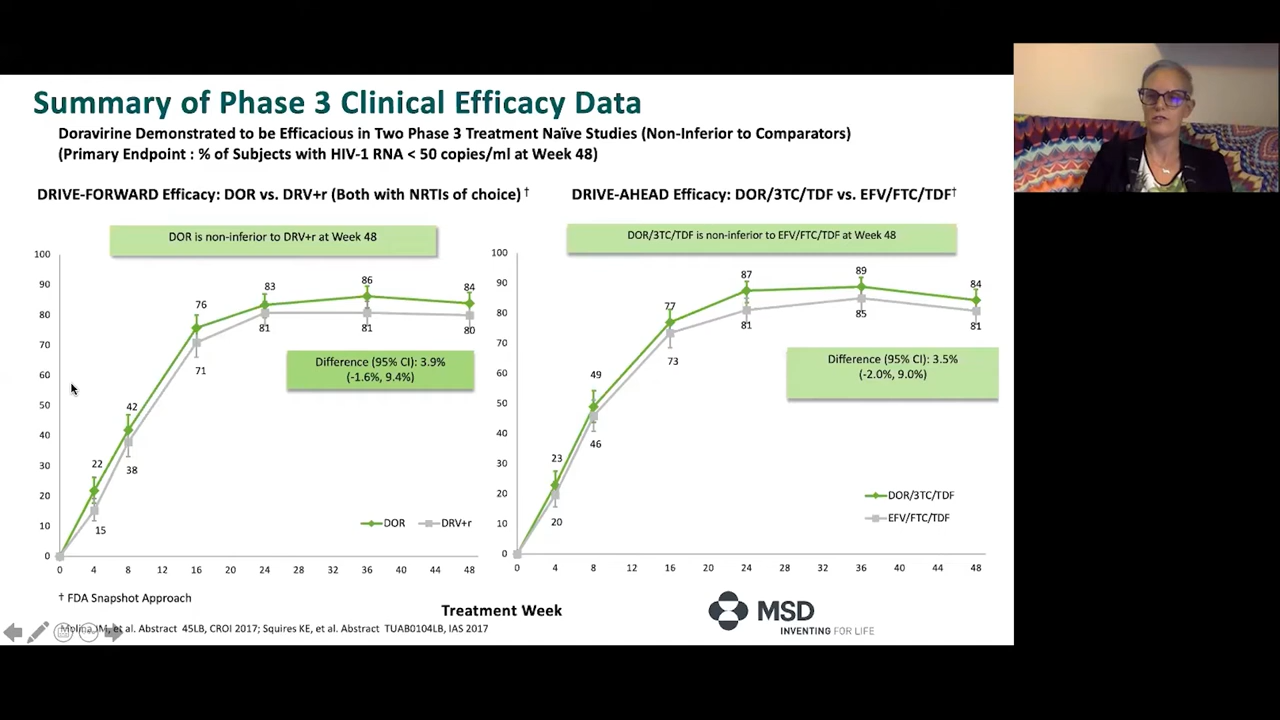 Summary of Phase 3 Clinical Efficacy Data
Doravirine Demonstrated to be Efficacious in Two Phase 3 Treatment Naïve Studies (Non-Inferior to Comparators)
(Primary Endpoint : % of Subjects with HIV-1 RNA < 50 copies/ml at Week 48)
DRIVE-FORWARD Efficacy: DOR vs. DRV+r (Both with NRTIs of choice) †
DOR is non-inferior to DRV+r at Week 48
100
90
80
70
60
50
40
30
20
10
0
22
42
76
83
86
84
15
38
71
81
81
80
Difference (95% CI): 3.9%
(-1.6%, 9.4%)
DOR DRV+r
0 4 8 12 16 20 24 28 32 36 40 44 48
DRIVE-AHEAD Efficacy: DOR/3TC/TDF vs. EFV/FTC/TDF†
DOR/3TC/TDF is non-inferior to EFV/FTC/TDF at Week 48
100
90
80
70
60
50
40
30
20
10
0
23
49
77
87
89
84
20
46
73
81
85
81
Difference (95% CI): 3.5%
(-2.0%, 9.0%)
DOR/3TC/TDF
EFV/FTC/TDF
0 4 8 12 16 20 24 28 32 36 40 44 48
† FDA Snapshot Approach
Treatment Week
Molina JM, et al. Abstract 45LB, CROI 2017; Squires KE, et al. Abstract TUAB0104LB, IAS 2017
MSD
INVENTING FOR LIFE